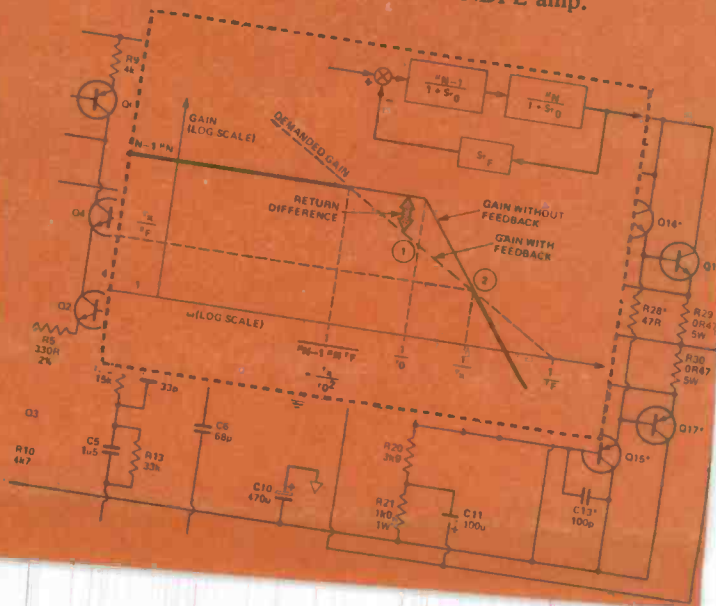 amp.
R9
4k
Q4
Q2
R5
330R
2%
GAIN
(LOG SCALE)
DEMANDED GAIN
RETURN
DIFFERENCE
1
GAIN WITHOUT
FEEDBACK
GAIN WITH
FEEDBACK
2
1
ω(LOG SCALE)
Q14*
R28*
47R
R29
0R47
5W
R30
0R47
5W
Q17*
Q15*
C13*
100p
15k
33p
Q3
R10
4k7
C5
1u5
R13
33k
C6
68p
C10
470u
R20
3k9
R21
1k0
1W
C11
100u